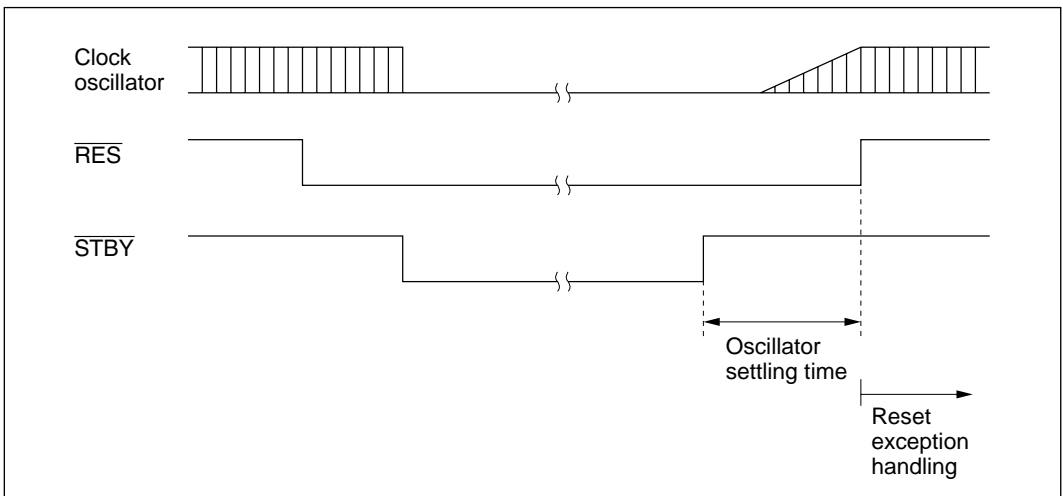 Clock
oscillator
RES
STBY
Oscillator
settling time
Reset
exception
handling